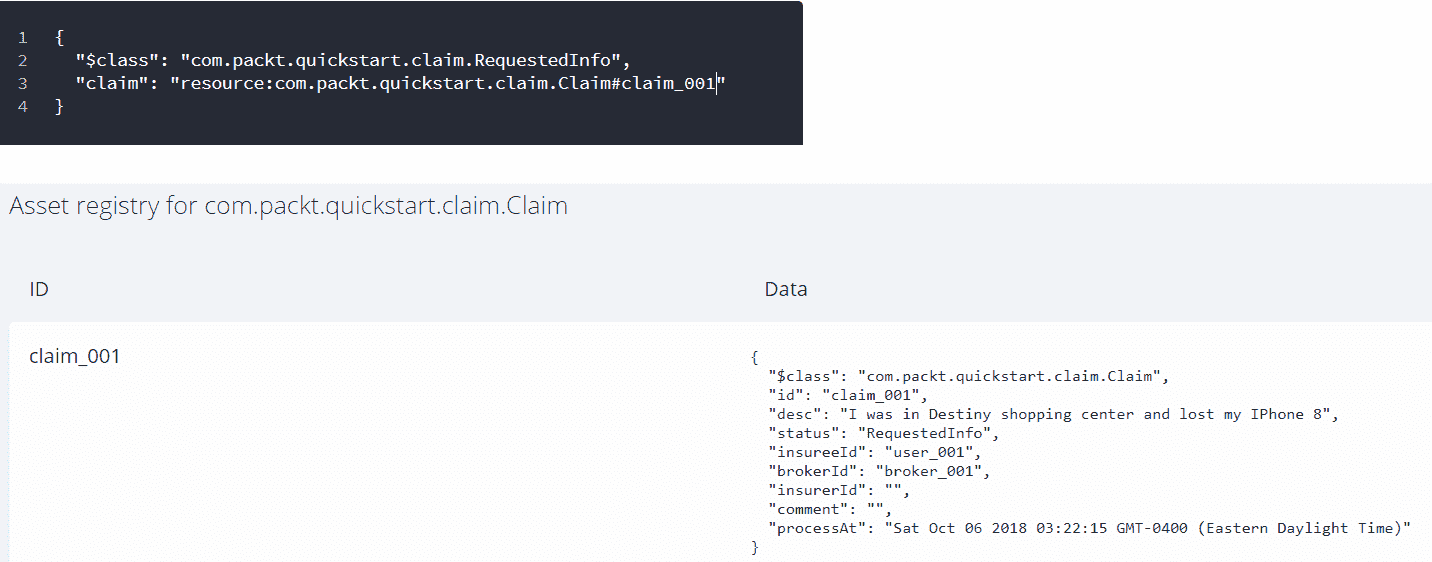 1 {
2 "$class": "com.packt.quickstart.claim.RequestedInfo",
3 "claim": "resource:com.packt.quickstart.claim.Claim#claim_001"
4 }
Asset registry for com.packt.quickstart.claim.Claim
ID Data
claim_001
{
"$class": "com.packt.quickstart.claim.Claim",
"id": "claim_001",
"desc": "I was in Destiny shopping center and lost my IPhone 8",
"status": "RequestedInfo",
"insureeId": "user_001",
"brokerId": "broker_001",
"insurerId": "",
"comment": "",
"processAt": "Sat Oct 06 2018 03:22:15 GMT-0400 (Eastern Daylight Time)"
}